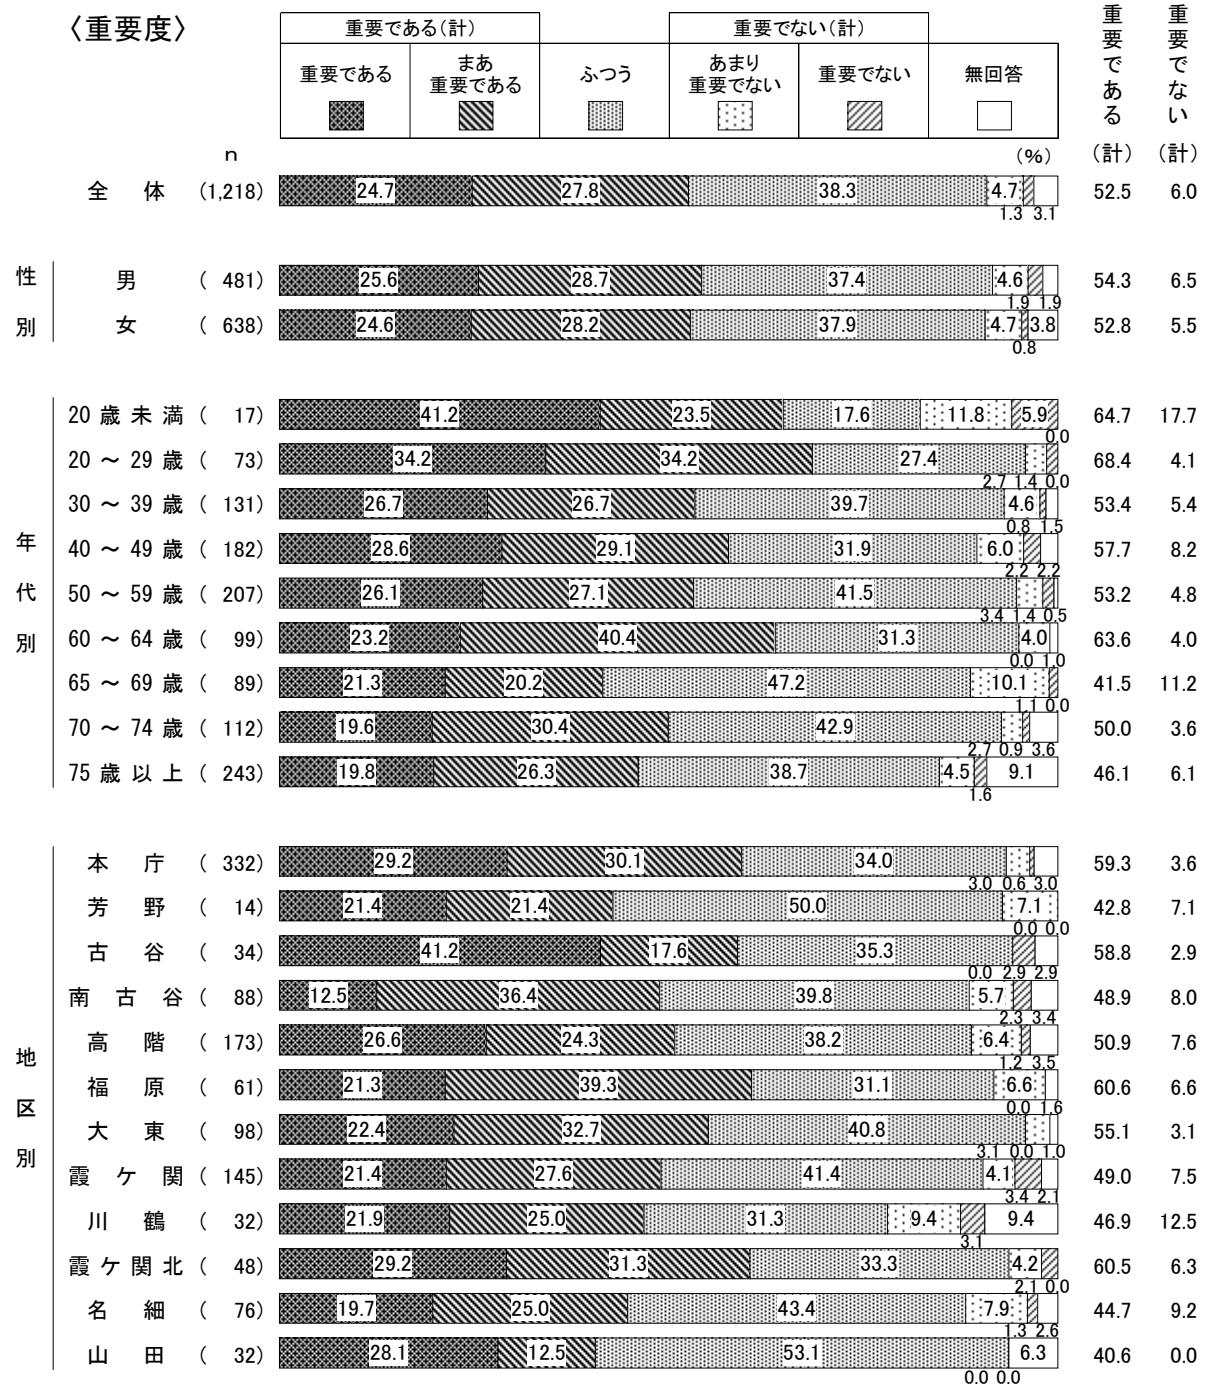 〈重要度〉
重要である(計)
重要でない(計)
重要である
まあ
重要である
ふつう
あまり
重要でない
重要でない
無回答
重要である(計)
重要でない(計)
n
(%)
全体 (1,218) 24.7 27.8 38.3 4.7 52.5 6.0
1.3 3.1
性別
男 (481) 25.6 28.7 37.4 4.6 54.3 6.5
1.9 1.9
女 (638) 24.6 28.2 37.9 4.7 3.8 52.8 5.5
0.8
年代別
20歳未満 (17) 41.2 23.5 17.6 11.8 5.9 64.7 17.7
0.0
20～29歳 (73) 34.2 34.2 27.4 68.4 4.1
2.7 1.4 0.0
30～39歳 (131) 26.7 26.7 39.7 4.6 53.4 5.4
0.8 1.5
40～49歳 (182) 28.6 29.1 31.9 6.0 57.7 8.2
2.2 2.2
50～59歳 (207) 26.1 27.1 41.5 53.2 4.8
3.4 1.4 0.5
60～64歳 (99) 23.2 40.4 31.3 4.0 63.6 4.0
0.0 1.0
65～69歳 (89) 21.3 20.2 47.2 10.1 41.5 11.2
1.1 0.0
70～74歳 (112) 19.6 30.4 42.9 50.0 3.6
2.7 0.9 3.6
75歳以上 (243) 19.8 26.3 38.7 4.5 9.1 46.1 6.1
1.6
地区別
本庁 (332) 29.2 30.1 34.0 59.3 3.6
3.0 0.6 3.0
芳野 (14) 21.4 21.4 50.0 7.1 42.8 7.1
0.0 0.0
古谷 (34) 41.2 17.6 35.3 58.8 2.9
0.0 2.9 2.9
南古谷 (88) 12.5 36.4 39.8 5.7 48.9 8.0
2.3 3.4
高階 (173) 26.6 24.3 38.2 6.4 50.9 7.6
1.2 3.5
福原 (61) 21.3 39.3 31.1 6.6 60.6 6.6
0.0 1.6
大東 (98) 22.4 32.7 40.8 55.1 3.1
3.1 0.0 1.0
霞ケ関 (145) 21.4 27.6 41.4 4.1 49.0 7.5
3.4 2.1
川鶴 (32) 21.9 25.0 31.3 9.4 9.4 46.9 12.5
3.1
霞ケ関北 (48) 29.2 31.3 33.3 4.2 60.5 6.3
2.1 0.0
名細 (76) 19.7 25.0 43.4 7.9 44.7 9.2
1.3 2.6
山田 (32) 28.1 12.5 53.1 6.3 40.6 0.0
0.0 0.0